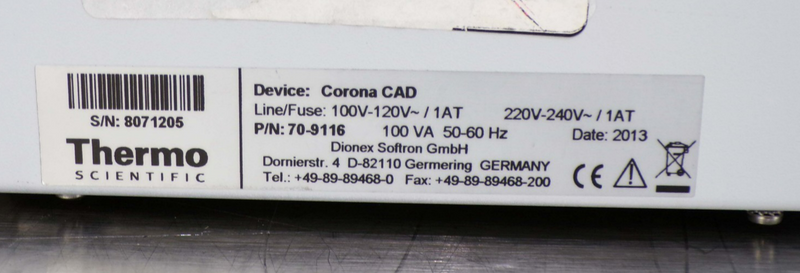 S/N: 8071205
Thermo
SCIENTIFIC
Device: Corona CAD
Line/Fuse: 100V-120V~ / 1AT 220V-240V~ / 1AT
P/N: 70-9116 100 VA 50-60 Hz Date: 2013
Dionex Softron GmbH
Dornierstr. 4 D-82110 Germering GERMANY
Tel.: +49-89-89468-0 Fax: +49-89-89468-200
CE